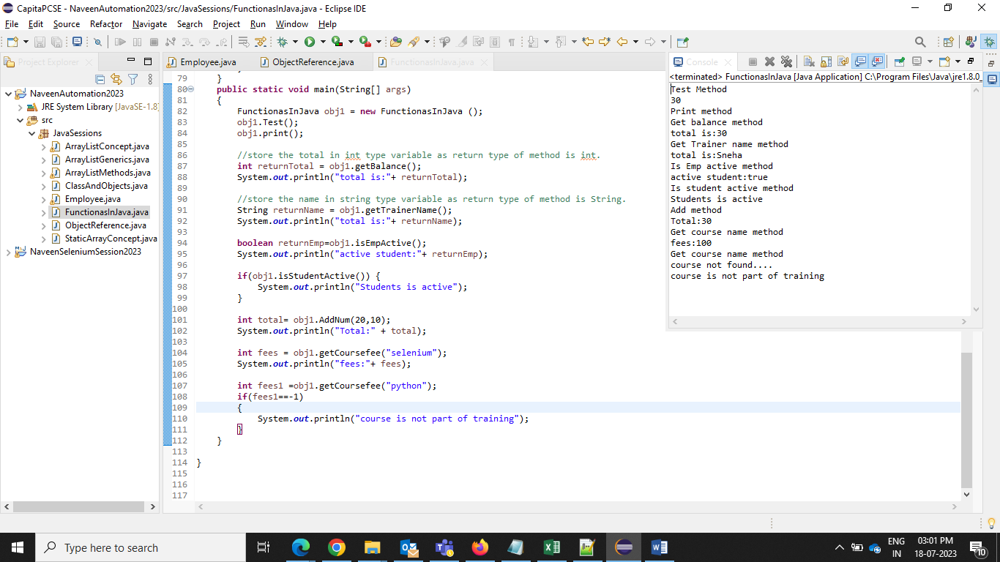 CapitaPCSE - NaveenAutomation2023/src/JavaSessions/FunctionasInJava.java - Eclipse IDE
File Edit Source Refactor Navigate Search Project Run Window Help
Project Explorer
NaveenAutomation2023
JRE System Library [JavaSE-1.8]
src
JavaSessions
ArrayListConcept.java
ArrayListGenerics.java
ArrayListMethods.java
ClassAndObjects.java
Employee.java
FunctionasInJava.java
ObjectReference.java
StaticArrayConcept.java
NaveenSeleniumSession2023
Employee.java ObjectReference.java FunctionasInJava.java
79 }
80 public static void main(String[] args)
81 {
82 FunctionasInJava obj1 = new FunctionasInJava ();
83 obj1.Test();
84 obj1.print();
85
86 //store the total in int type variable as return type of method is int.
87 int returnTotal = obj1.getBalance();
88 System.out.println("total is:"+ returnTotal);
89
90 //store the name in string type variable as return type of method is String.
91 String returnName = obj1.getTrainerName();
92 System.out.println("total is:"+ returnName);
93
94 boolean returnEmp=obj1.isEmpActive();
95 System.out.println("active student:"+ returnEmp);
96
97 if(obj1.isStudentActive()) {
98 System.out.println("Students is active");
99 }
100
101 int total= obj1.AddNum(20,10);
102 System.out.println("Total:" + total);
103
104 int fees = obj1.getCoursefee("selenium");
105 System.out.println("fees:"+ fees);
106
107 int fees1 =obj1.getCoursefee("python");
108 if(fees1==-1)
109 {
110 System.out.println("course is not part of training");
111 }
112 }
113
114 }
115
116
117
Console
<terminated> FunctionasInJava [Java Application] C:\Program Files\Java\jre1.8.0_
Test Method
30
Print method
Get balance method
total is:30
Get Trainer name method
total is:Sneha
Is Emp active method
active student:true
Is student active method
Students is active
Add method
Total:30
Get course name method
fees:100
Get course name method
course not found....
course is not part of training
Type here to search
ENG
IN
03:01 PM
18-07-2023
10